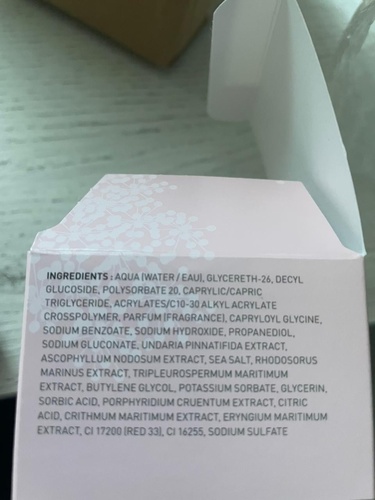 INGREDIENTS : AQUA (WATER / EAU), GLYCERETH-26, DECYL
GLUCOSIDE, POLYSORBATE 20, CAPRYLIC/CAPRIC
TRIGLYCERIDE, ACRYLATES/C10-30 ALKYL ACRYLATE
CROSSPOLYMER, PARFUM (FRAGRANCE), CAPRYLOYL GLYCINE,
SODIUM BENZOATE, SODIUM HYDROXIDE, PROPANEDIOL,
SODIUM GLUCONATE, UNDARIA PINNATIFIDA EXTRACT,
ASCOPHYLLUM NODOSUM EXTRACT, SEA SALT, RHODOSORUS
MARINUS EXTRACT, TRIPLEUROSPERMUM MARITIMUM
EXTRACT, BUTYLENE GLYCOL, POTASSIUM SORBATE, GLYCERIN,
SORBIC ACID, PORPHYRIDIUM CRUENTUM EXTRACT, CITRIC
ACID, CRITHMUM MARITIMUM EXTRACT, ERYNGIUM MARITIMUM
EXTRACT, CI 17200 (RED 33), CI 16255, SODIUM SULFATE